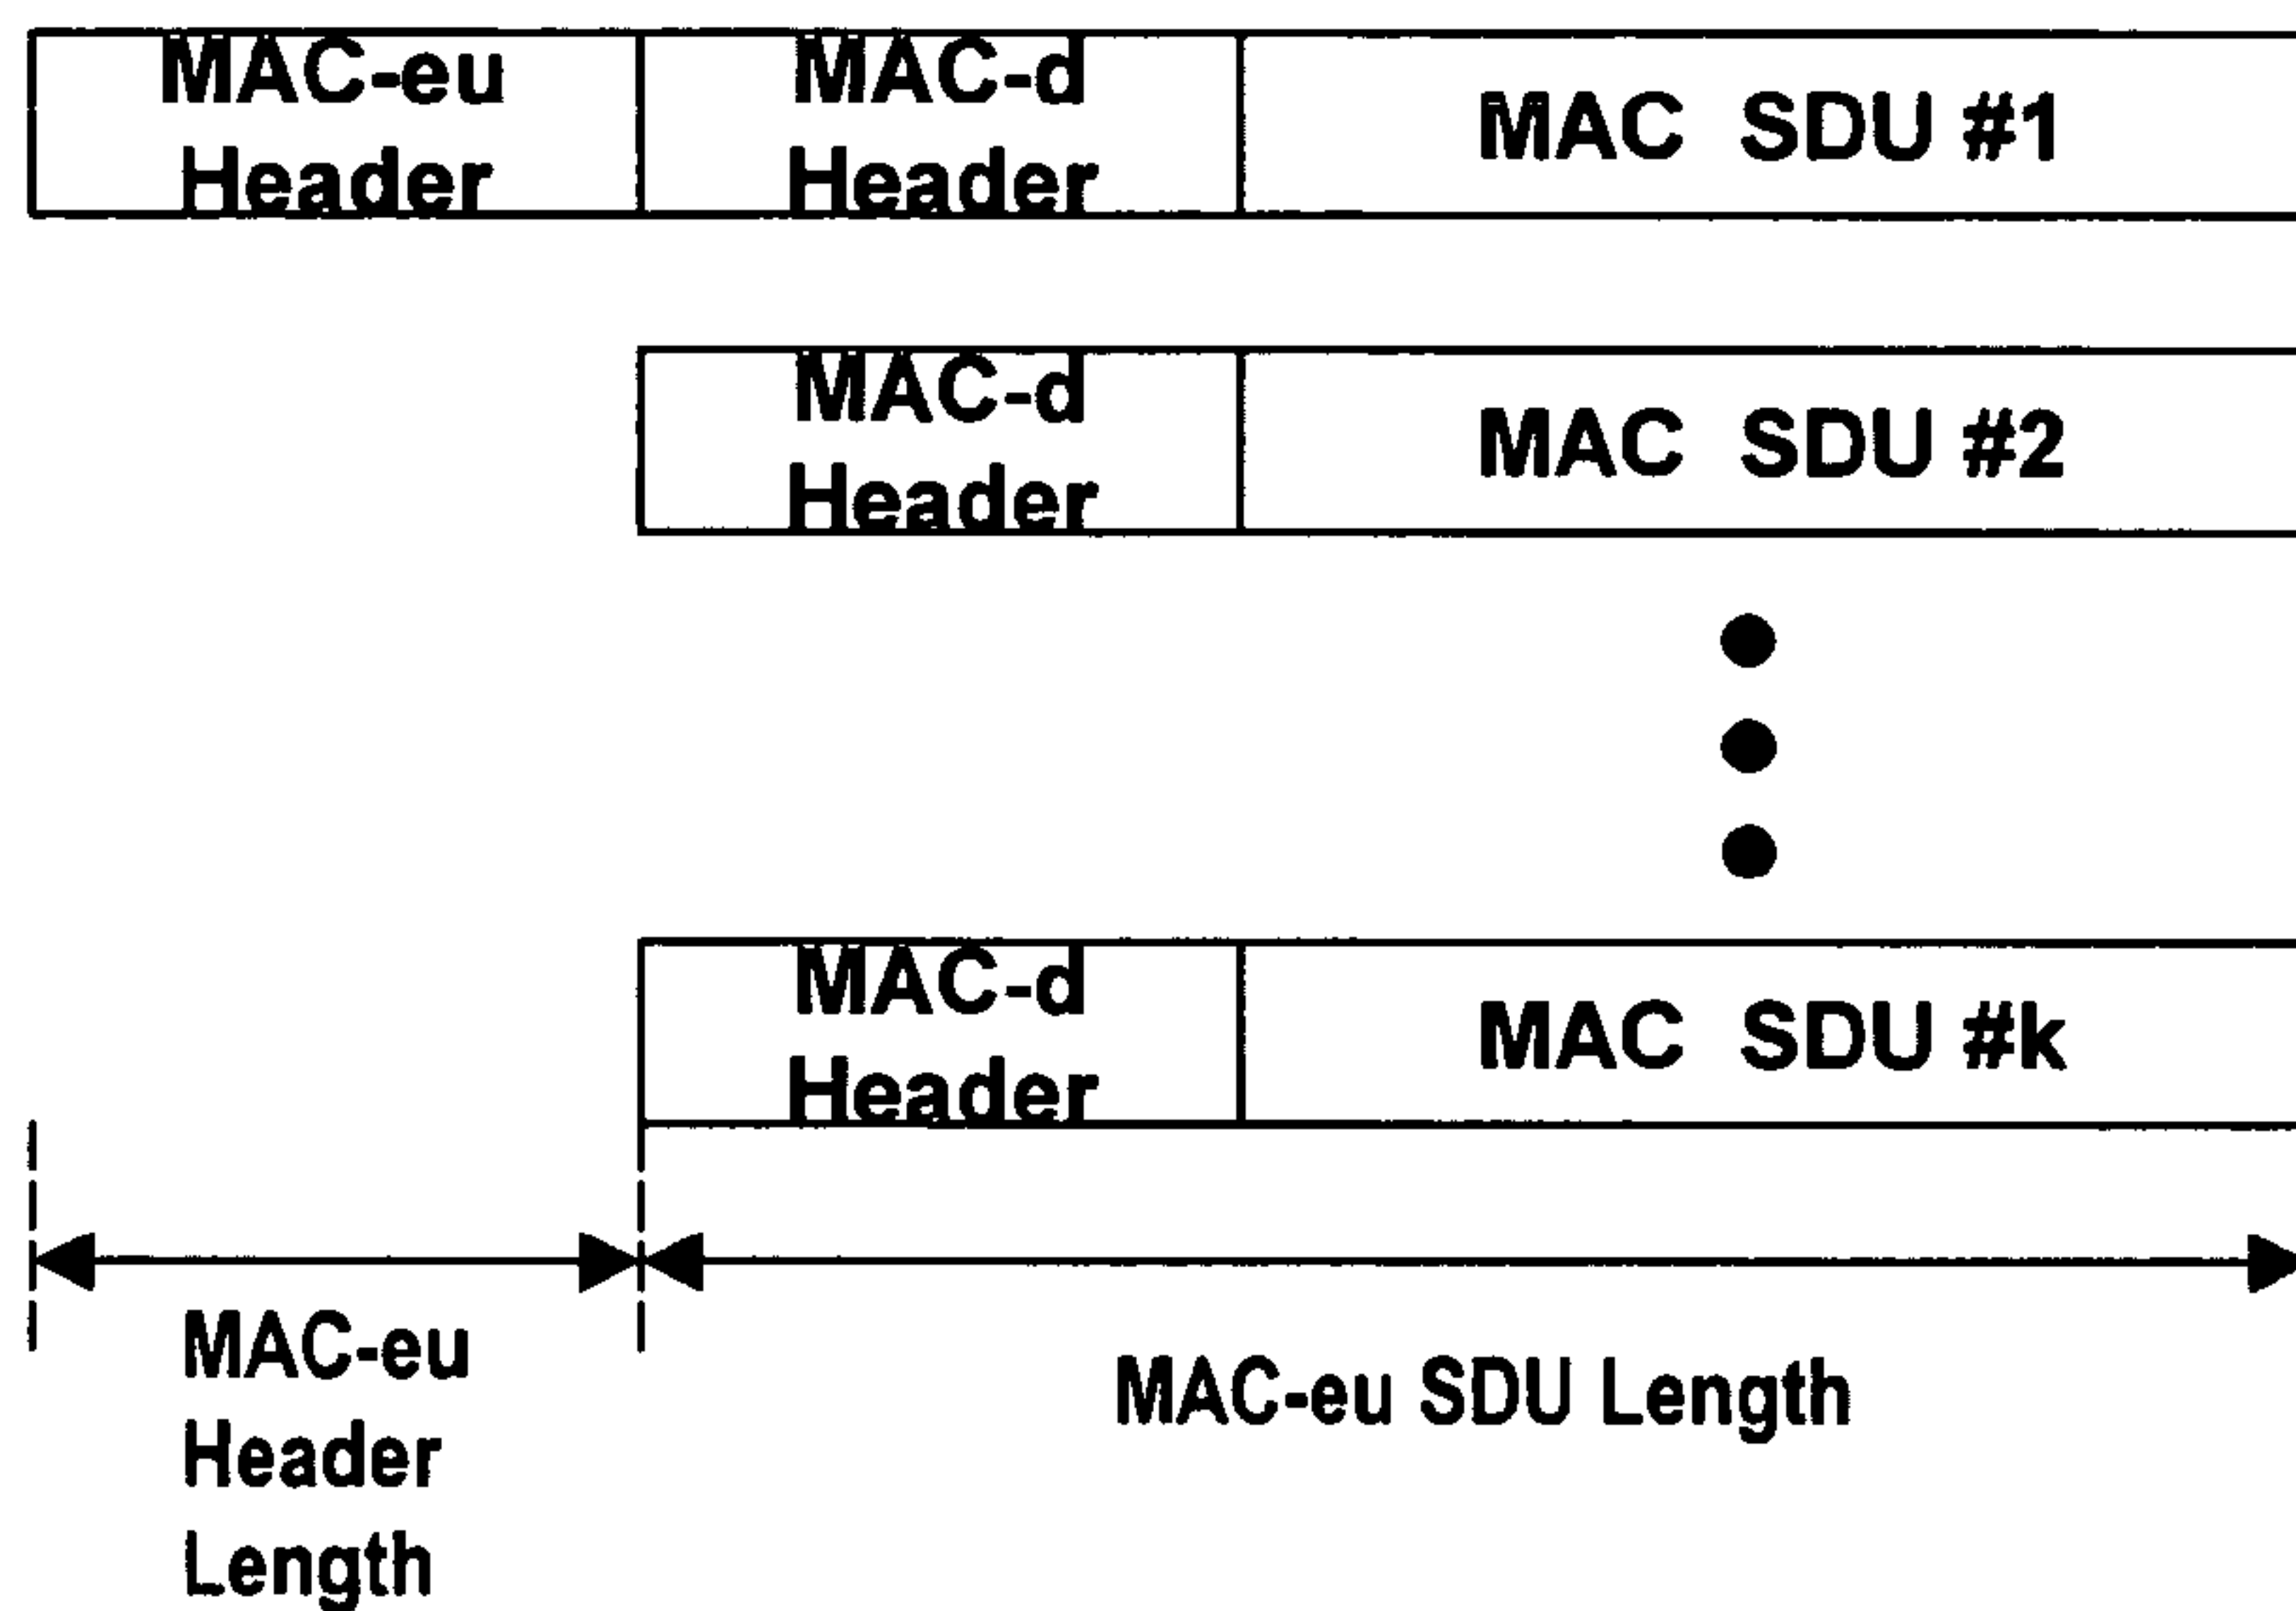 MAC-eu Header MAC-d Header MAC SDU #1
MAC-d Header MAC SDU #2
MAC-d Header MAC SDU #k
MAC-eu
Header
Length
MAC-eu SDU Length